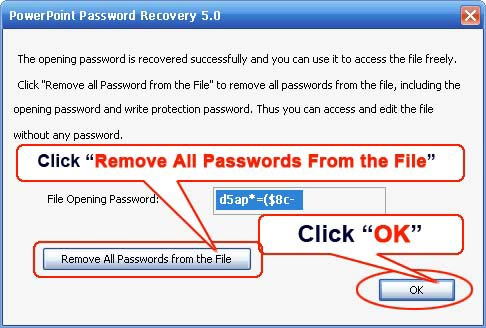 PowerPoint Password Recovery 5.0
The opening password is recovered successfully and you can use it to access the file freely.
Click "Remove all Password from the File" to remove all passwords from the file, including the
opening password and write protection password. Thus you can access and edit the file
without any password.
Click “Remove All Passwords From the File”
File Opening Password:
d5ap*=($8c-
Click “OK”
Remove All Passwords from the File
OK